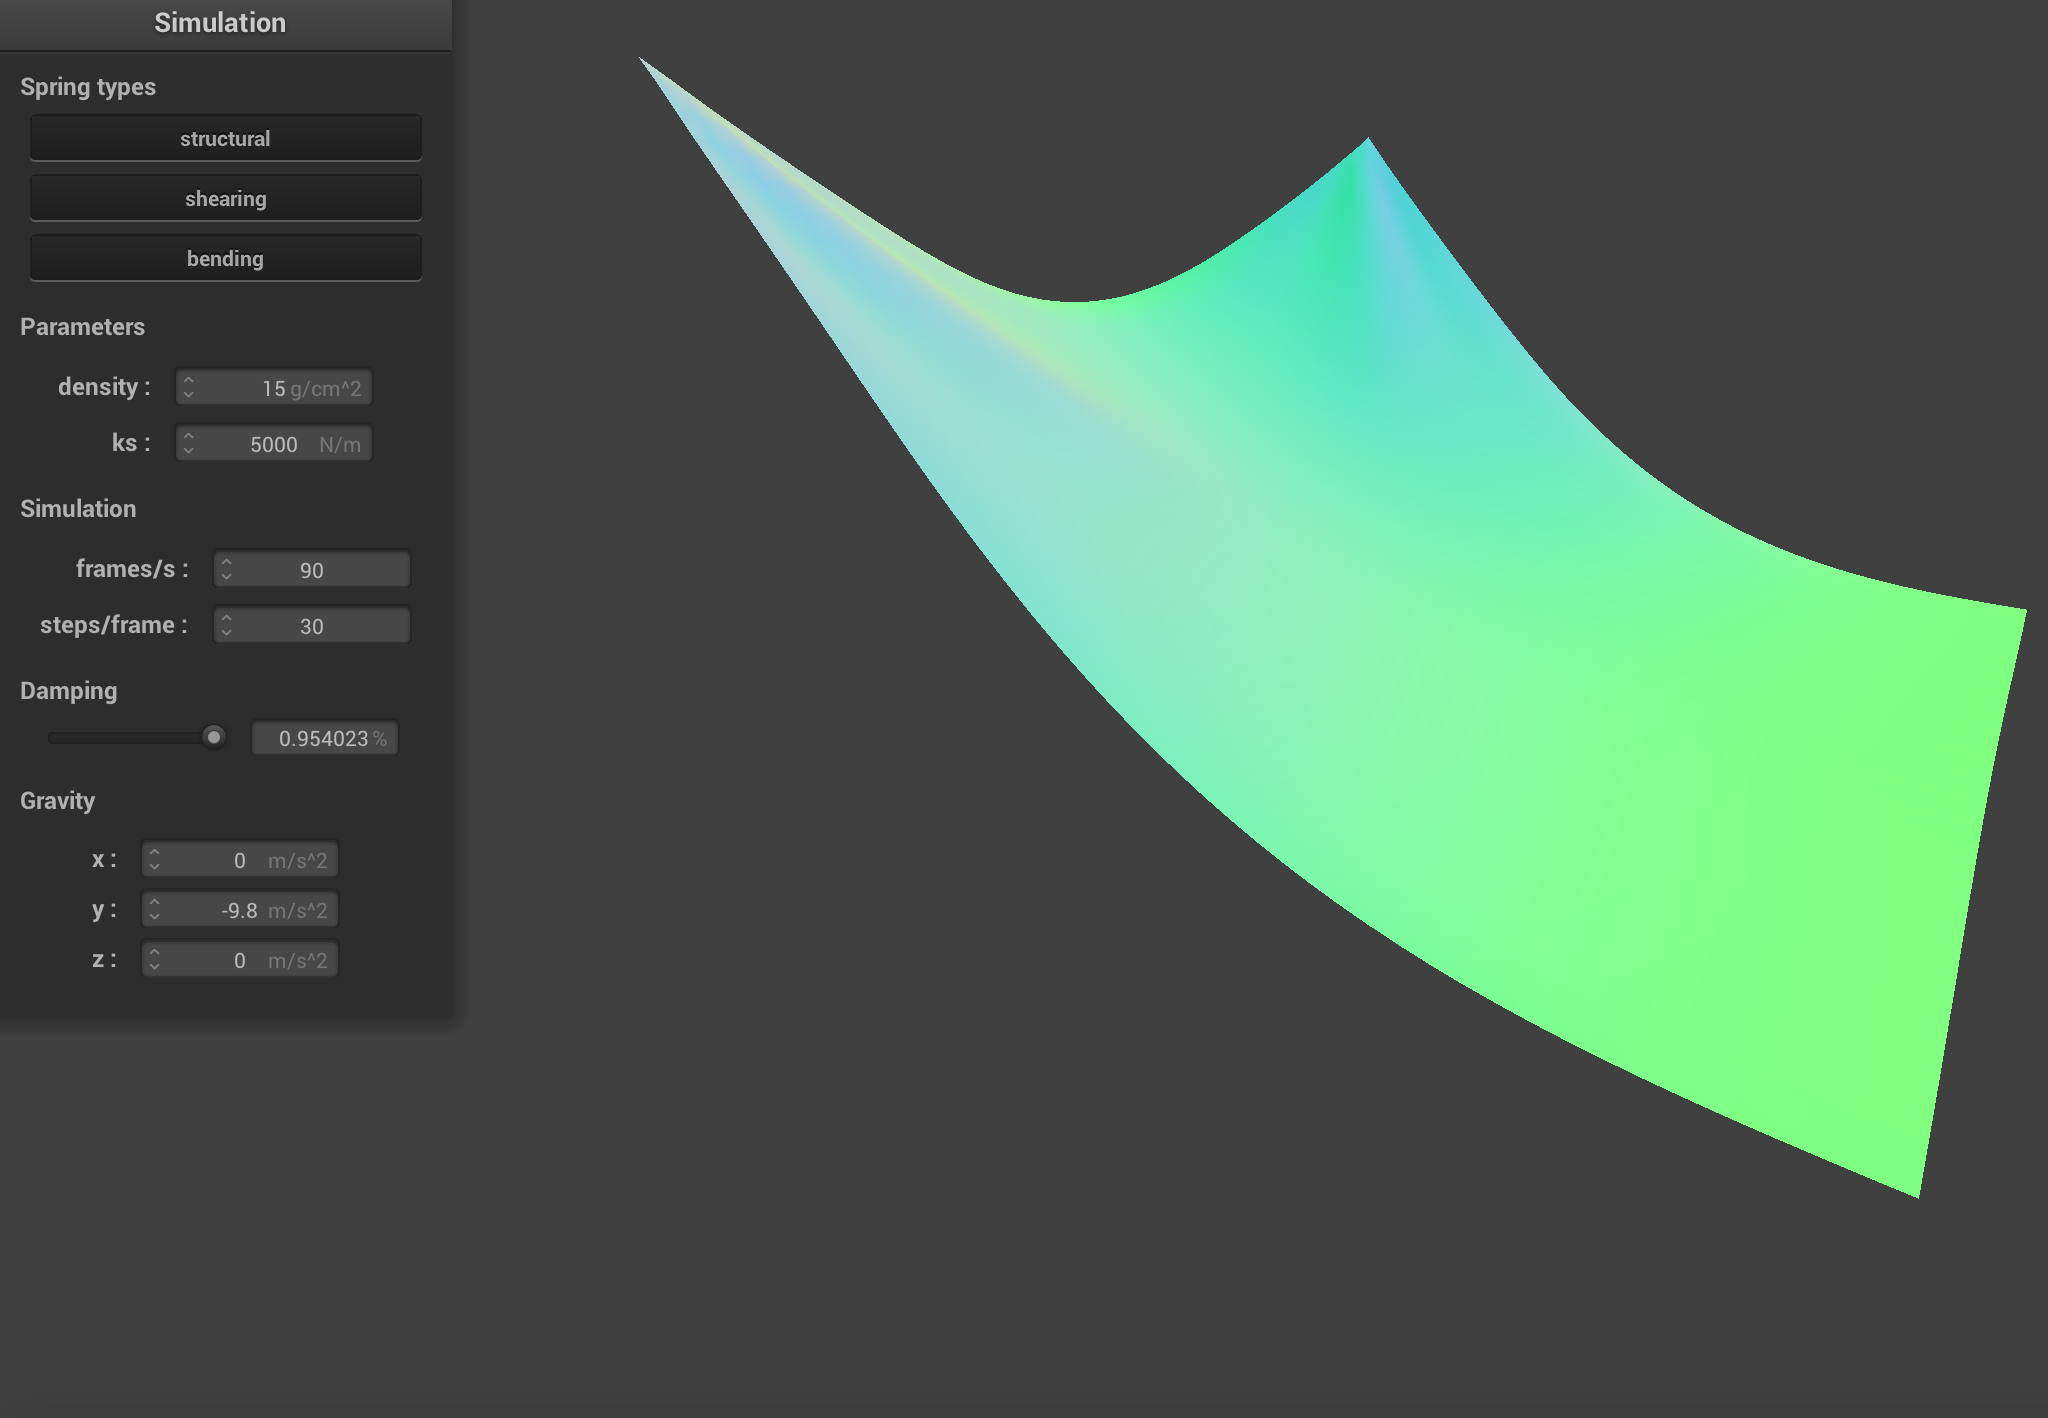 Simulation
Spring types
structural
shearing
bending
Parameters
density : 15 g/cm^2
ks : 5000 N/m
Simulation
frames/s : 90
steps/frame : 30
Damping
0.954023 %
Gravity
x : 0 m/s^2
y : -9.8 m/s^2
z : 0 m/s^2